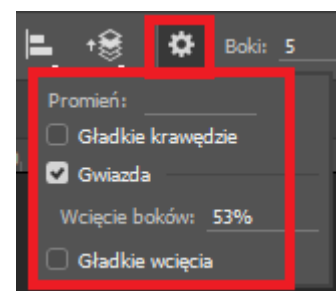 Boki: 5
Promień:
Gładkie krawędzie
Gwiazda
Wcięcie boków: 53%
Gładkie wcięcia